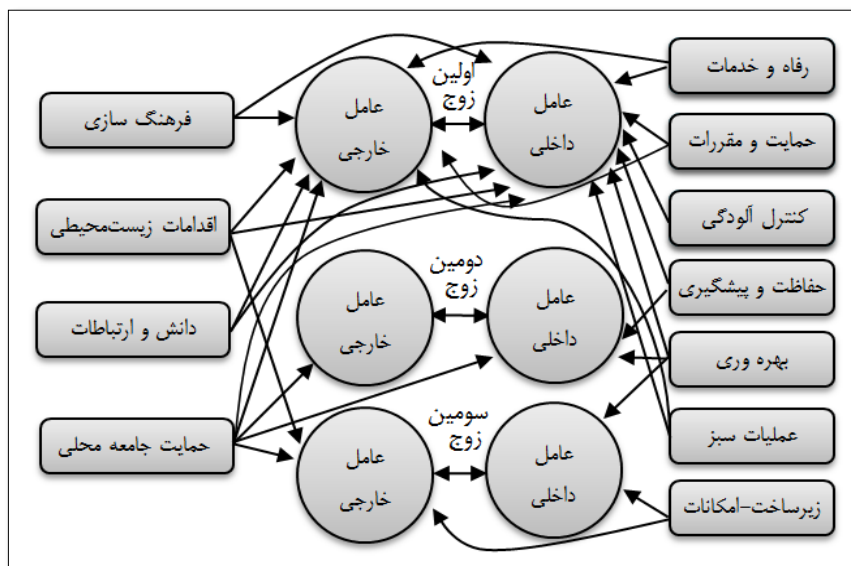 رفاه و خدمات
حمایت و مقررات
کنترل آلودگی
حفاظت و پیشگیری
بهره وری
عملیات سبز
زیرساخت-امکانات
اولین
زوج
عامل
داخلی
عامل
خارجی
دومین
زوج
عامل
داخلی
عامل
خارجی
سومین
زوج
عامل
داخلی
عامل
خارجی
فرهنگ سازی
اقدامات زیست‌محیطی
دانش و ارتباطات
حمایت جامعه محلی